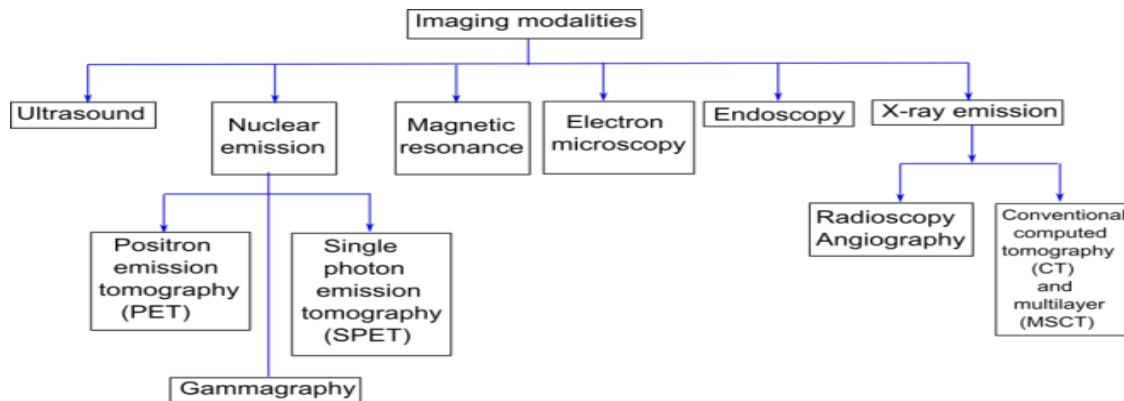 Imaging modalities
Ultrasound
Nuclear
emission
Magnetic
resonance
Electron
microscopy
Endoscopy
X-ray emission
Positron
emission
tomography
(PET)
Single
photon
emission
tomography
(SPET)
Gammagraphy
Radioscopy
Angiography
Conventional
computed
tomography
(CT)
and
multilayer
(MSCT)